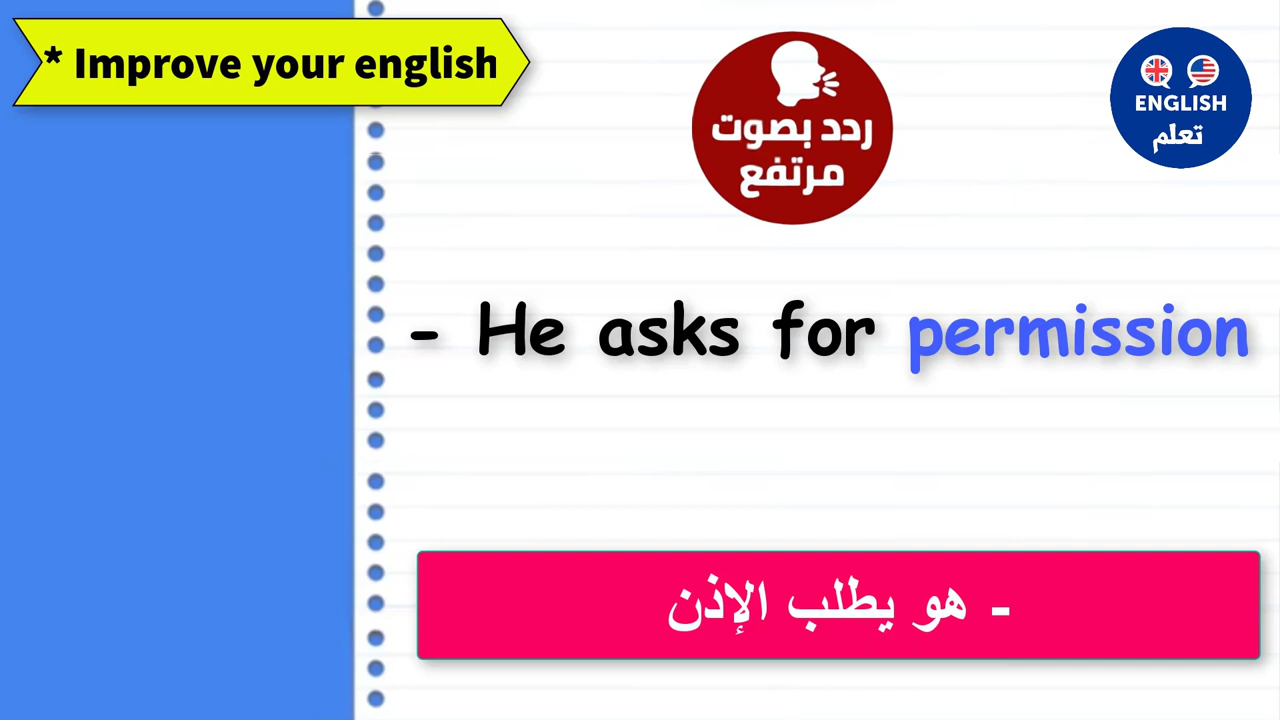 * Improve your english
ردد بصوت
مرتفع
ENGLISH
تعلم
- He asks for permission
- هو يطلب الإذن